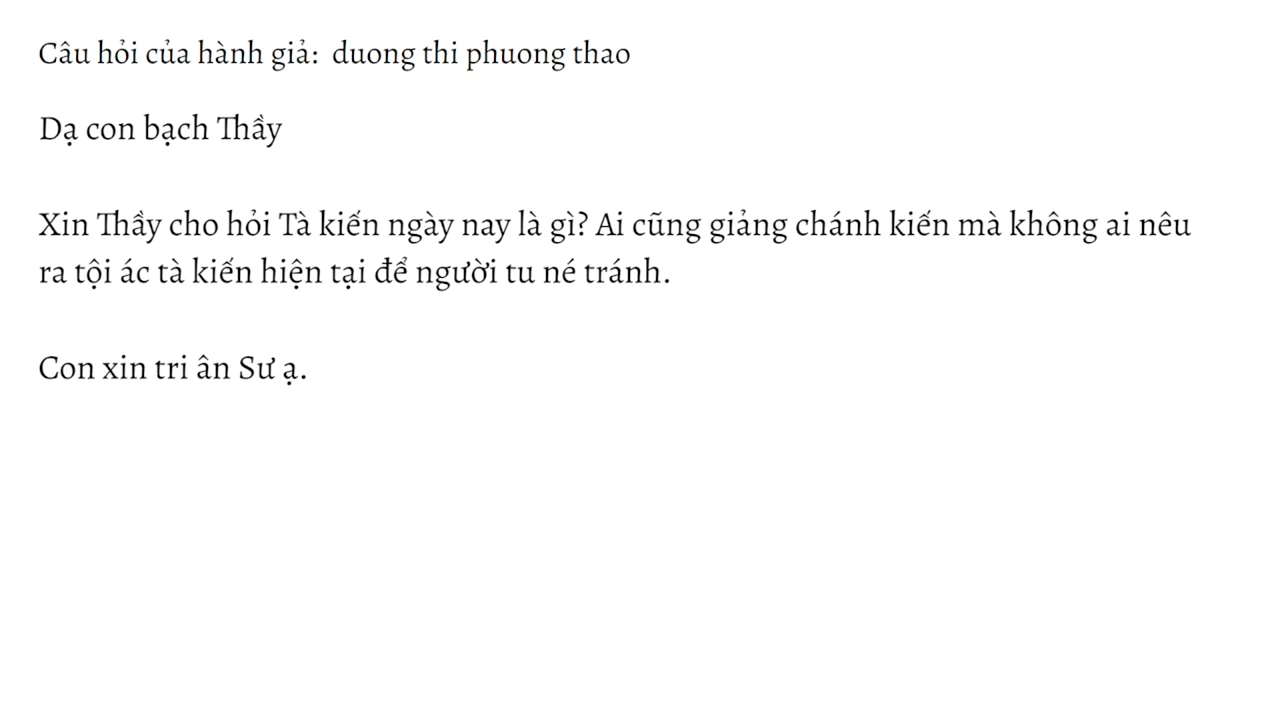 Câu hỏi của hành giả: duong thi phuong thao
Dạ con bạch Thầy
Xin Thầy cho hỏi Tà kiến ngày nay là gì? Ai cũng giảng chánh kiến mà không ai nêu
ra tội ác tà kiến hiện tại để người tu né tránh.
Con xin tri ân Sư ạ.